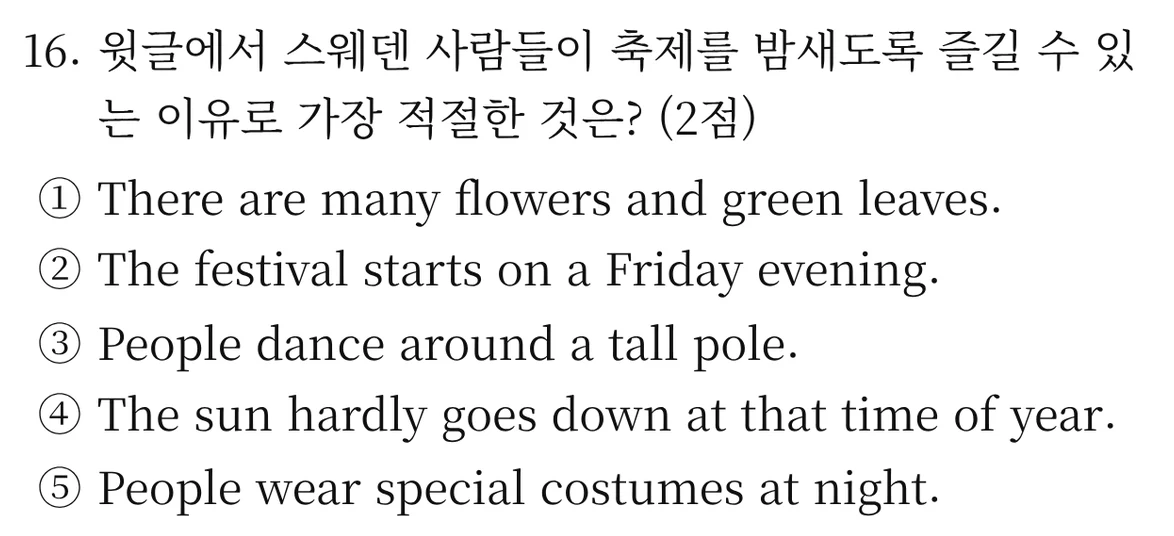 16. 윗글에서 스웨덴 사람들이 축제를 밤새도록 즐길 수 있
는 이유로 가장 적절한 것은? (2점)
① There are many flowers and green leaves.
② The festival starts on a Friday evening.
③ People dance around a tall pole.
④ The sun hardly goes down at that time of year.
⑤ People wear special costumes at night.